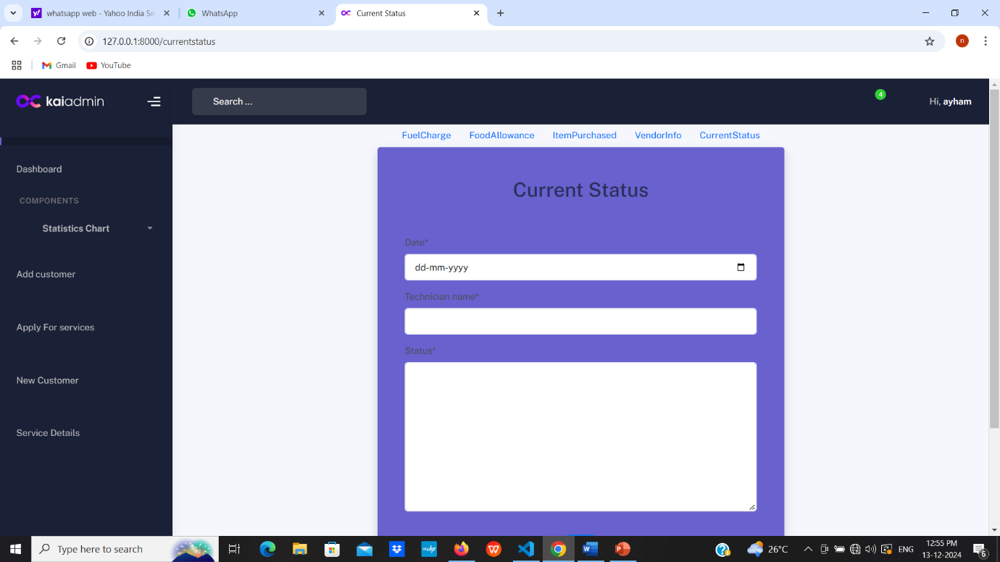 whatsapp web - Yahoo India Se
WhatsApp
Current Status
127.0.0.1:8000/currentstatus
Gmail
YouTube
kaiadmin
Search ...
4
Hi, ayham
FuelCharge FoodAllowance ItemPurchased VendorInfo CurrentStatus
Dashboard
COMPONENTS
Statistics Chart
Add customer
Apply For services
New Customer
Service Details
Current Status
Date*
dd-mm-yyyy
Technician name*
Status*
Type here to search
26°C
ENG
12:55 PM
13-12-2024
6